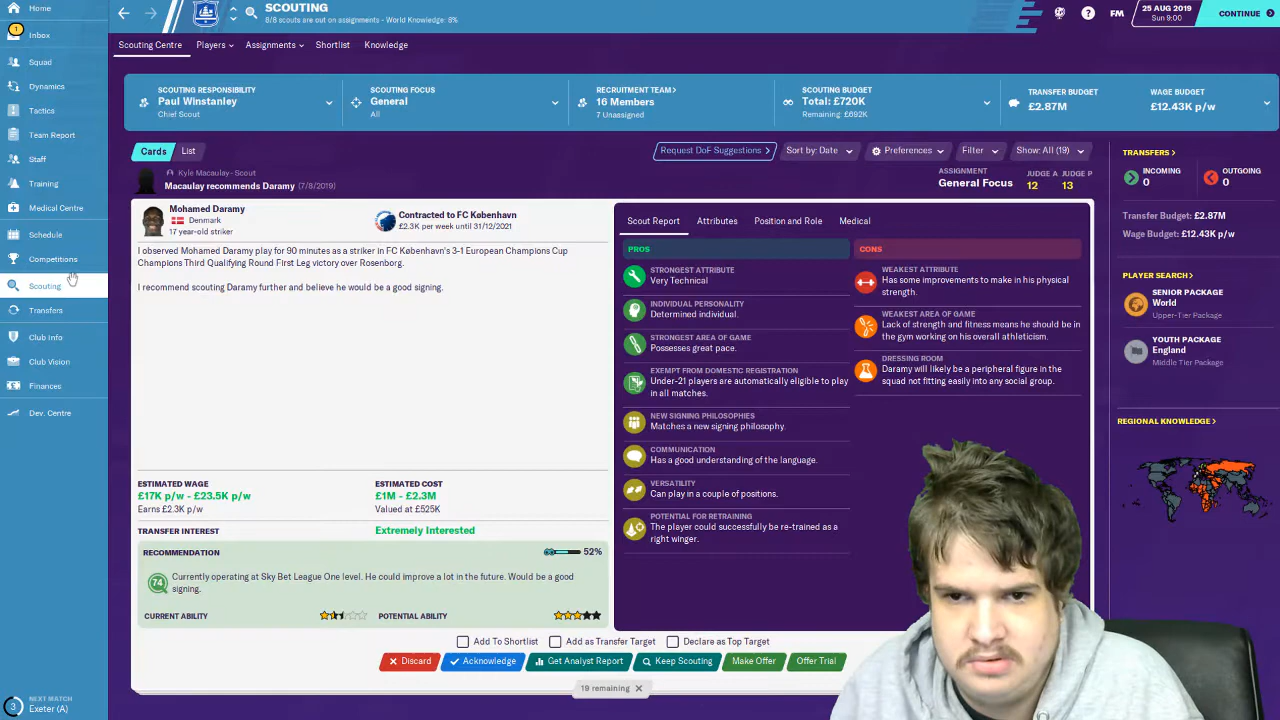 Home
1
Inbox
Squad
Dynamics
Tactics
Team Report
Staff
Training
Medical Centre
Schedule
Competitions
Scouting
Transfers
Club Info
Club Vision
Finances
Dev. Centre
3
NEXT MATCH
Exeter (A)
SCOUTING
8/8 scouts are out on assignments - World Knowledge: 8%
FM
25 AUG 2019
Sun 9:00
CONTINUE
Scouting Centre
Players
Assignments
Shortlist
Knowledge
SCOUTING RESPONSIBILITY
Paul Winstanley
Chief Scout
SCOUTING FOCUS
General
All
RECRUITMENT TEAM >
16 Members
7 Unassigned
SCOUTING BUDGET
Total: £720K
Remaining: £692K
TRANSFER BUDGET
£2.87M
WAGE BUDGET
£12.43K p/w
Cards
List
Request DoF Suggestions >
Sort by: Date
Preferences
Filter
Show: All (19)
Kyle Macaulay- Scout
Macaulay recommends Daramy (7/8/2019)
ASSIGNMENT
General Focus
JUDGE A
12
JUDGE P
13
Mohamed Daramy
Denmark
17 year-old striker
Contracted to FC København
£2.3K per week until 31/12/2021
I observed Mohamed Daramy play for 90 minutes as a striker in FC København's 3-1 European Champions Cup
Champions Third Qualifying Round First Leg victory over Rosenborg.
I recommend scouting Daramy further and believe he would be a good signing.
ESTIMATED WAGE
£17K p/w - £23.5K p/w
Earns £2.3K p/w
ESTIMATED COST
£1M - £2.3M
Valued at £525K
TRANSFER INTEREST
Extremely Interested
RECOMMENDATION
52%
74
Currently operating at Sky Bet League One level. He could improve a lot in the future. Would be a good
signing.
CURRENT ABILITY
POTENTIAL ABILITY
Scout Report
Attributes
Position and Role
Medical
PROS
STRONGEST ATTRIBUTE
Very Technical
INDIVIDUAL PERSONALITY
Determined individual.
STRONGEST AREA OF GAME
Possesses great pace.
EXEMPT FROM DOMESTIC REGISTRATION
Under-21 players are automatically eligible to play
in all matches.
NEW SIGNING PHILOSOPHIES
Matches a new signing philosophy.
COMMUNICATION
Has a good understanding of the language.
VERSATILITY
Can play in a couple of positions.
POTENTIAL FOR RETRAINING
The player could successfully be re-trained as a
right winger.
CONS
WEAKEST ATTRIBUTE
Has some improvements to make in his physical
strength.
WEAKEST AREA OF GAME
Lack of strength and fitness means he should be in
the gym working on his overall athleticism.
DRESSING ROOM
Daramy will likely be a peripheral figure in the
squad not fitting easily into any social group.
Add To Shortlist
Add as Transfer Target
Declare as Top Target
Discard
Acknowledge
Get Analyst Report
Keep Scouting
Make Offer
Offer Trial
19 remaining
TRANSFERS >
INCOMING
0
OUTGOING
0
Transfer Budget: £2.87M
Wage Budget: £12.43K p/w
PLAYER SEARCH >
SENIOR PACKAGE
World
Upper-Tier Package
YOUTH PACKAGE
England
Middle Tier Package
REGIONAL KNOWLEDGE >